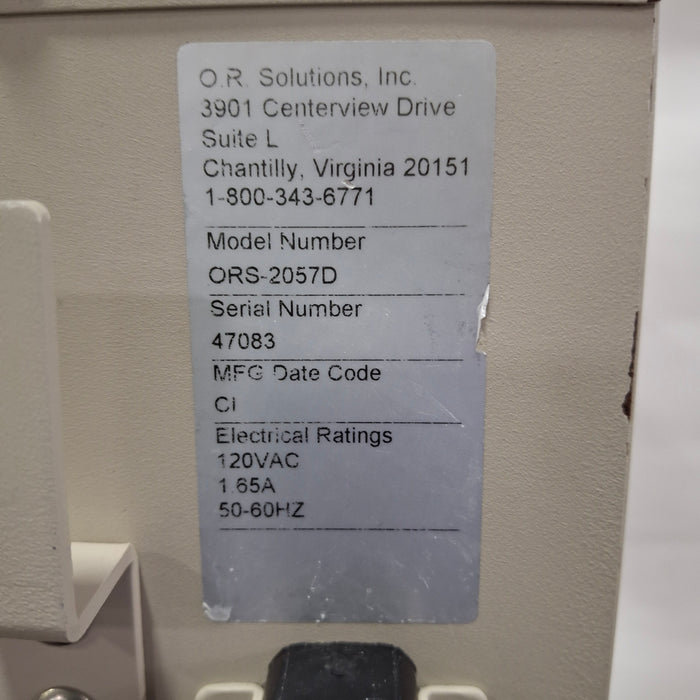 O.R. Solutions, Inc.
3901 Centerview Drive
Suite L
Chantilly, Virginia 20151
1-800-343-6771
Model Number
ORS-2057D
Serial Number
47083
MFG Date Code
CI
Electrical Ratings
120VAC
1.65A
50-60HZ